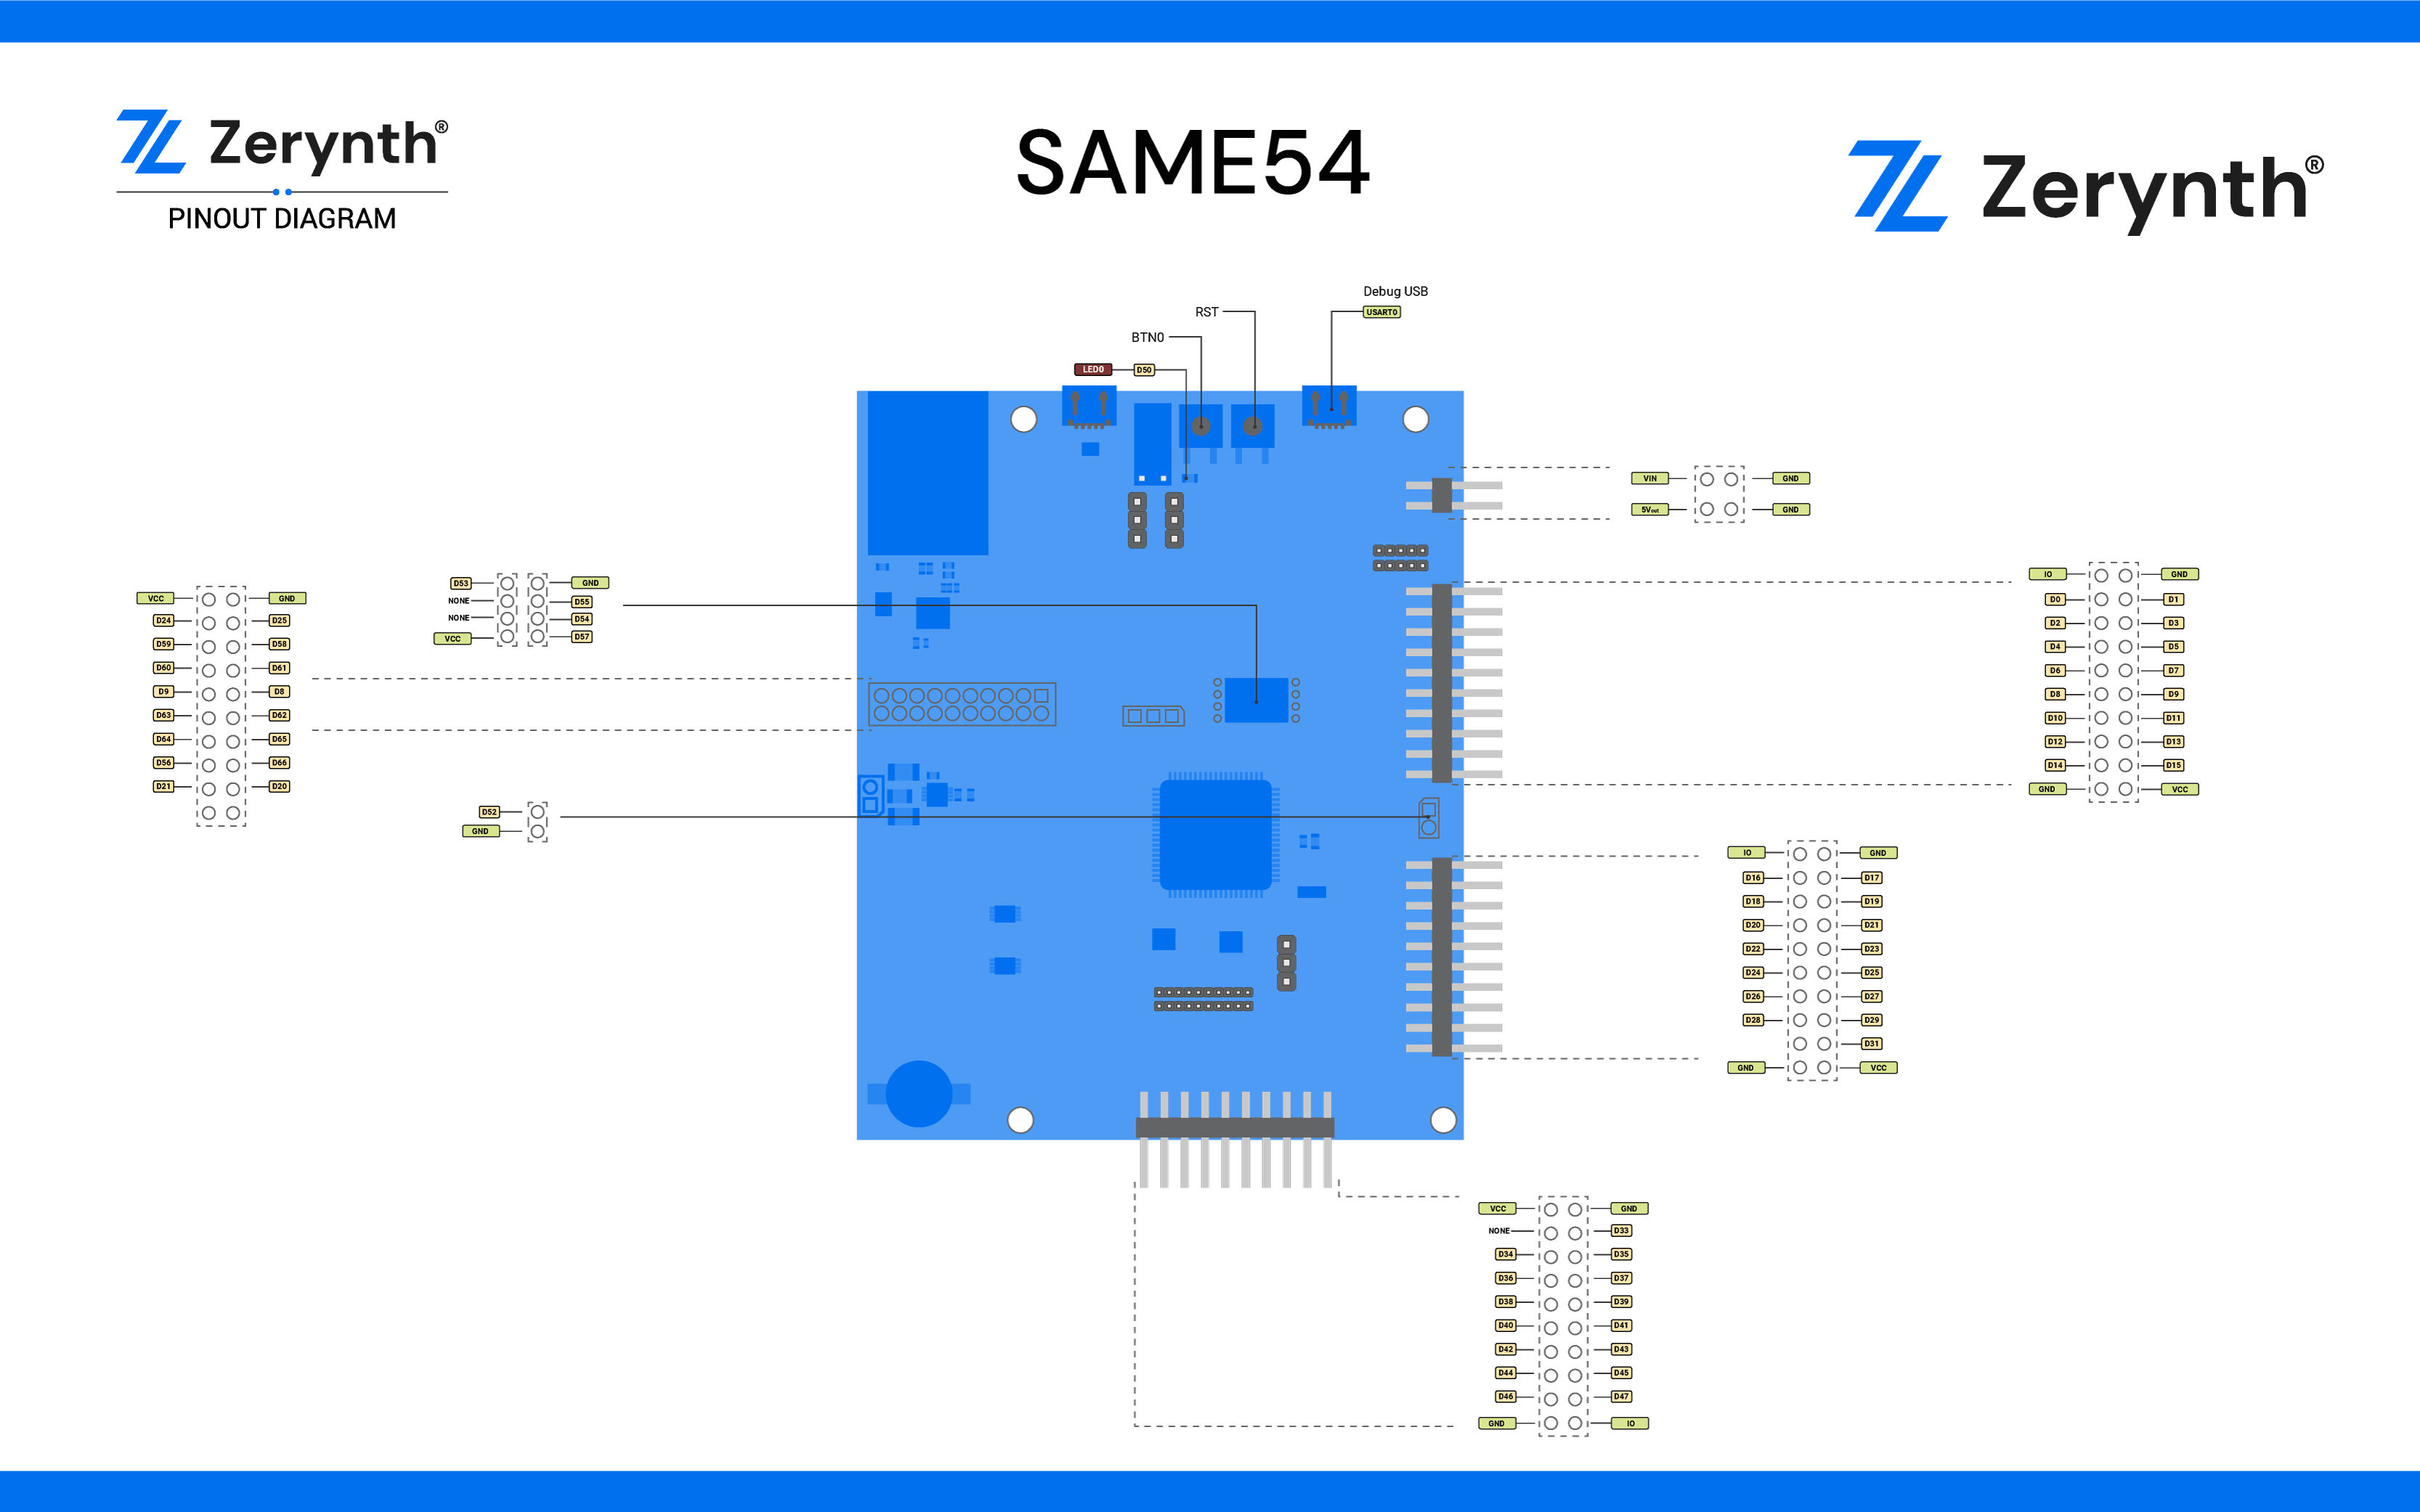 Zerynth®
PINOUT DIAGRAM
SAME54
Zerynth®
Debug USB
USART0
RST
BTN0
LED0 D50
VIN GND
5Vout GND
VCC GND
D24 D25
D59 D58
D60 D61
D9 D8
D63 D62
D64 D65
D56 D66
D21 D20
D53 GND
NONE D55
NONE D54
VCC D57
D52
GND
IO GND
D0 D1
D2 D3
D4 D5
D6 D7
D8 D9
D10 D11
D12 D13
D14 D15
GND VCC
IO GND
D16 D17
D18 D19
D20 D21
D22 D23
D24 D25
D26 D27
D28 D29
D31
GND VCC
VCC GND
NONE D33
D34 D35
D36 D37
D38 D39
D40 D41
D42 D43
D44 D45
D46 D47
GND IO